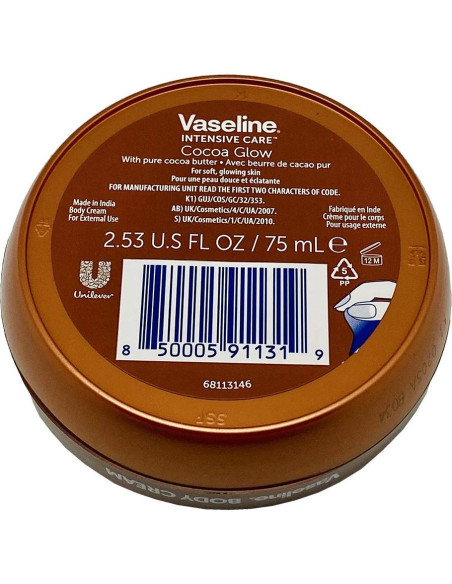 Vaseline
INTENSIVE CARE™
Cocoa Glow
With pure cocoa butter • Avec beurre de cacao pur
For soft, glowing skin
Pour une peau douce et éclatante
FOR MANUFACTURING UNIT READ THE FIRST TWO CHARACTERS OF CODE.
K1) GUJ/COS/GC/32/353.
AB) UK/Cosmetics/4/C/UA/2007.
S) UK/Cosmetics/1/C/UA/2010.
Made in India
Body Cream
For External Use
Fabriqué en Inde
Crème pour le corps
Pour usage externe
2.53 U.S FL OZ / 75 mL ℮
12 M
5
PP
Unilever
8 50005 91131 9
68113146
Vaseline. BODY CREAM